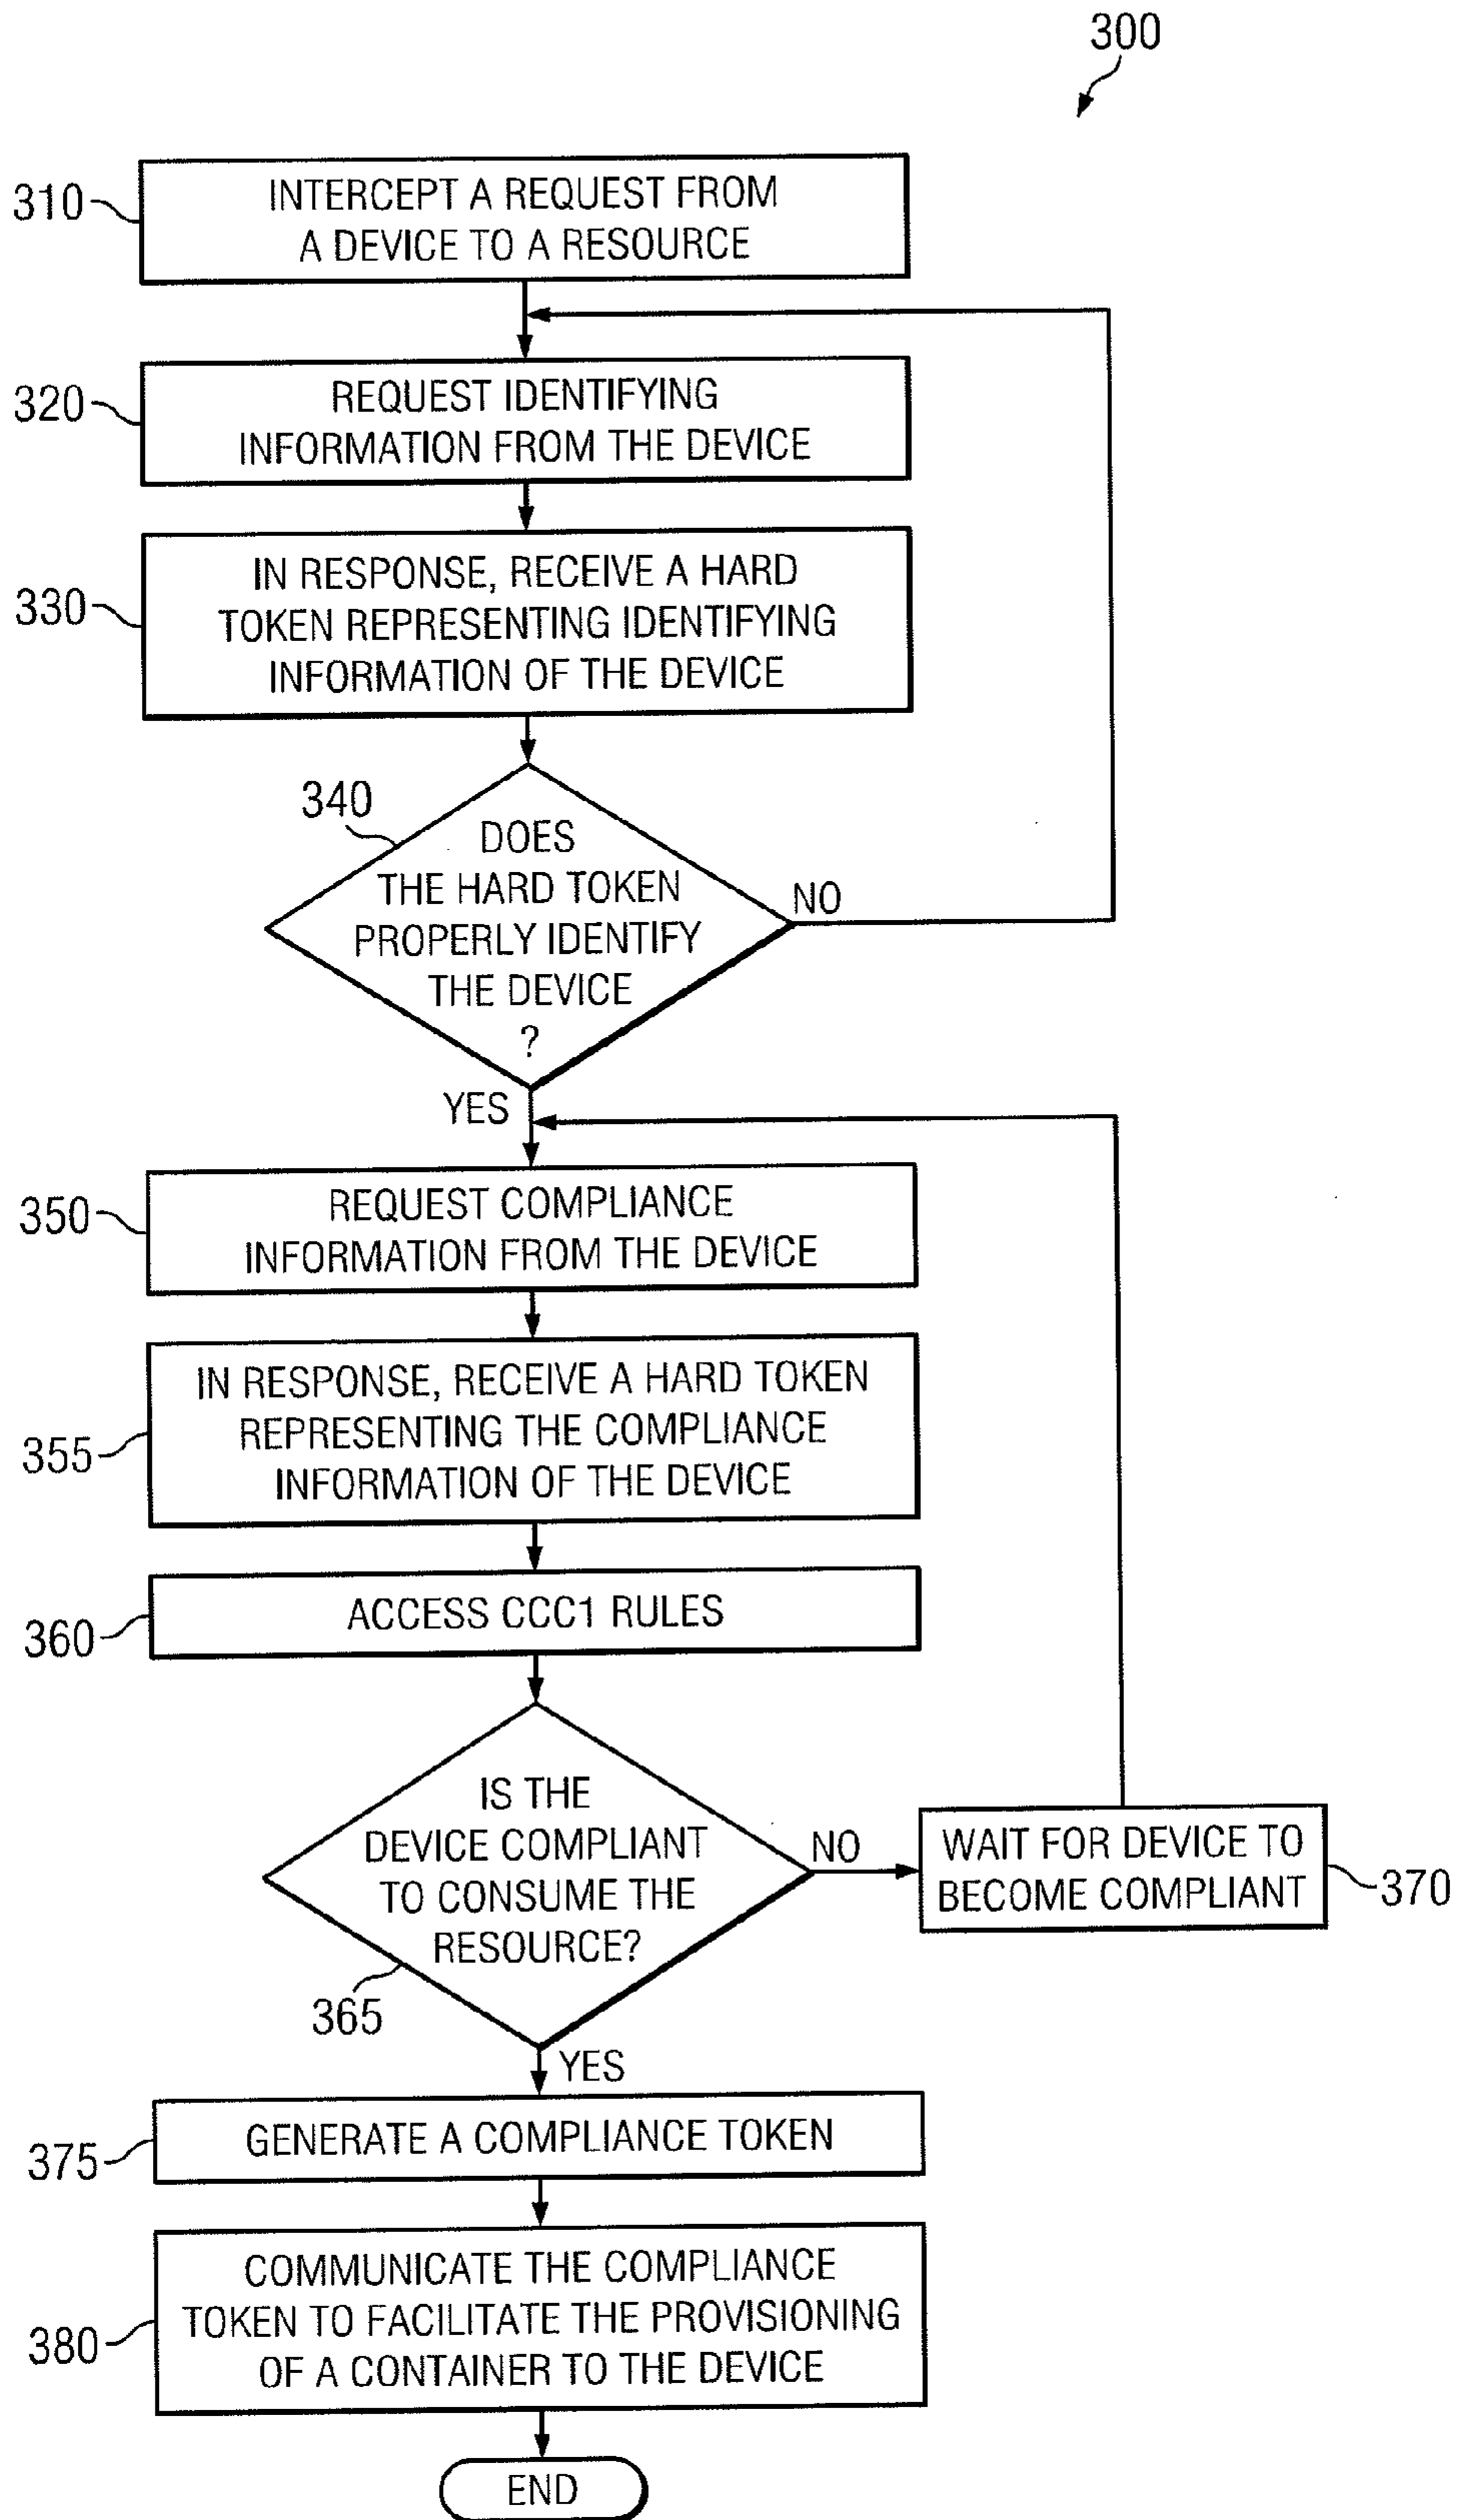 300
310
INTERCEPT A REQUEST FROM
A DEVICE TO A RESOURCE
320
REQUEST IDENTIFYING
INFORMATION FROM THE DEVICE
330
IN RESPONSE, RECEIVE A HARD
TOKEN REPRESENTING IDENTIFYING
INFORMATION OF THE DEVICE
340
DOES
THE HARD TOKEN
PROPERLY IDENTIFY
THE DEVICE
?
NO
YES
350
REQUEST COMPLIANCE
INFORMATION FROM THE DEVICE
355
IN RESPONSE, RECEIVE A HARD TOKEN
REPRESENTING THE COMPLIANCE
INFORMATION OF THE DEVICE
360
ACCESS CCC1 RULES
IS THE
DEVICE COMPLIANT
TO CONSUME THE
RESOURCE?
365
NO
WAIT FOR DEVICE TO
BECOME COMPLIANT
370
YES
375
GENERATE A COMPLIANCE TOKEN
380
COMMUNICATE THE COMPLIANCE
TOKEN TO FACILITATE THE PROVISIONING
OF A CONTAINER TO THE DEVICE
END